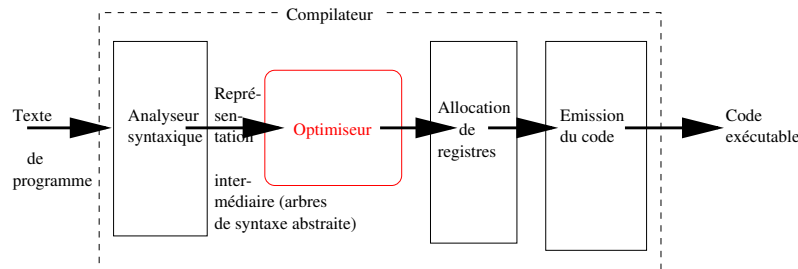 Compilateur
Texte
de
programme
Analyseur
syntaxique
Repré-
sen-
tation
inter-
médiaire (arbres
de syntaxe abstraite)
Optimiseur
Allocation
de
registres
Emission
du code
Code
exécutable